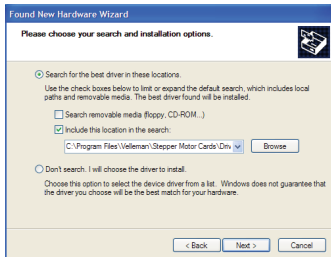 Found New Hardware Wizard
Please choose your search and installation options.
Search for the best driver in these locations.
Use the check boxes below to limit or expand the default search, which includes local
paths and removable media. The best driver found will be installed.
Search removable media (floppy, CD-ROM...)
Include this location in the search:
C:\Program Files\Velleman\Stepper Motor Cards\Driv
Browse
Don't search. I will choose the driver to install.
Choose this option to select the device driver from a list. Windows does not guarantee that
the driver you choose will be the best match for your hardware.
< Back
Next >
Cancel